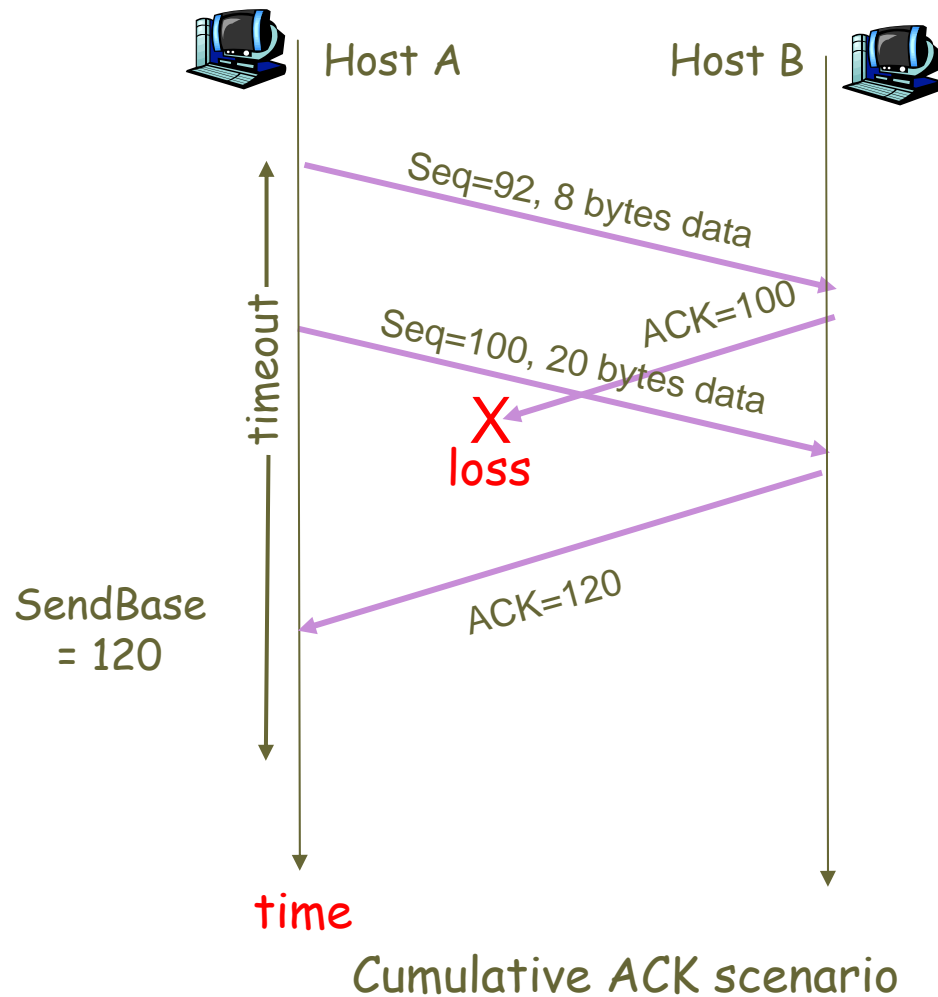 Host A
Host B
Seq=92, 8 bytes data
ACK=100
timeout
Seq=100, 20 bytes data
X
loss
ACK=120
SendBase
= 120
time
Cumulative ACK scenario